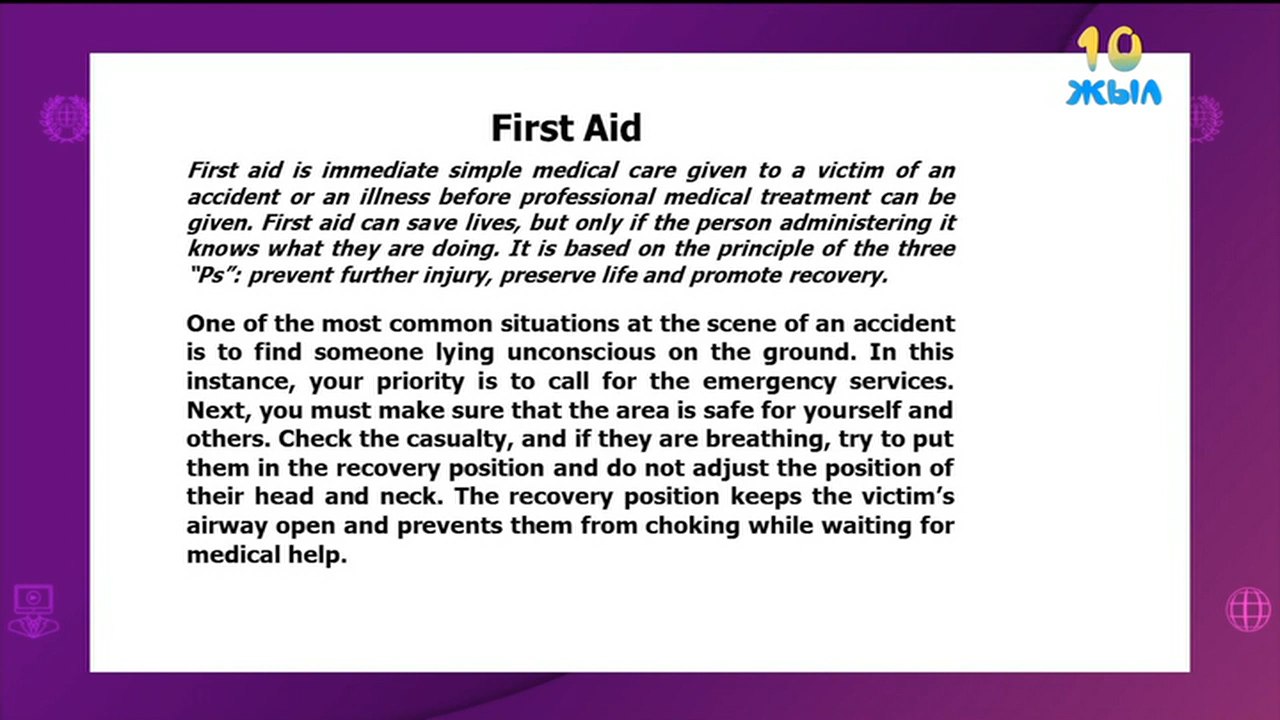 10
ЖЫЛ
First Aid
First aid is immediate simple medical care given to a victim of an
accident or an illness before professional medical treatment can be
given. First aid can save lives, but only if the person administering it
knows what they are doing. It is based on the principle of the three
“Ps”: prevent further injury, preserve life and promote recovery.
One of the most common situations at the scene of an accident
is to find someone lying unconscious on the ground. In this
instance, your priority is to call for the emergency services.
Next, you must make sure that the area is safe for yourself and
others. Check the casualty, and if they are breathing, try to put
them in the recovery position and do not adjust the position of
their head and neck. The recovery position keeps the victim’s
airway open and prevents them from choking while waiting for
medical help.